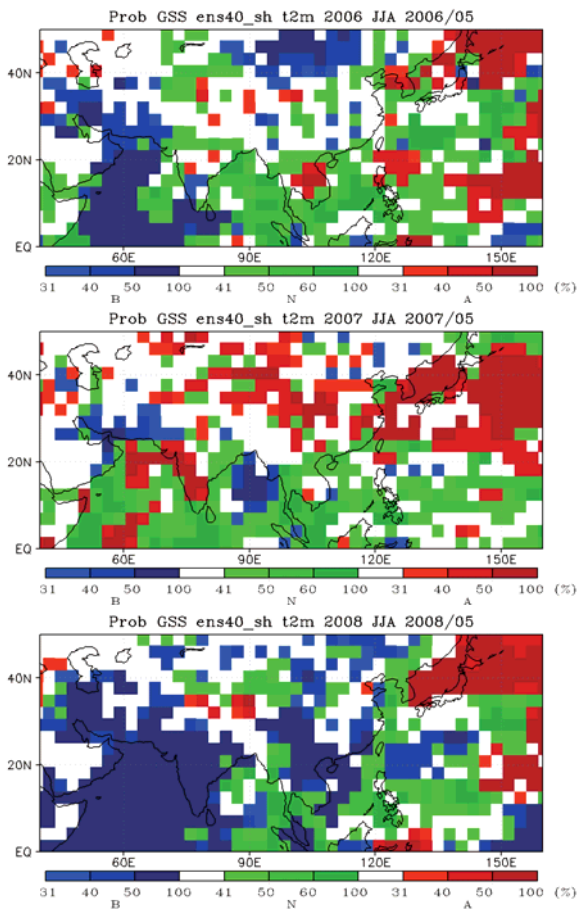 Prob GSS ens40_sh t2m 2006 JJA 2006/05
40N
20N
EQ
60E 90E 120E 150E
31 40 50 100 41 50 60 100 31 40 50 100 (%)
B N A
Prob GSS ens40_sh t2m 2007 JJA 2007/05
40N
20N
EQ
60E 90E 120E 150E
31 40 50 100 41 50 60 100 31 40 50 100 (%)
B N A
Prob GSS ens40_sh t2m 2008 JJA 2008/05
40N
20N
EQ
60E 90E 120E 150E
31 40 50 100 41 50 60 100 31 40 50 100 (%)
B N A